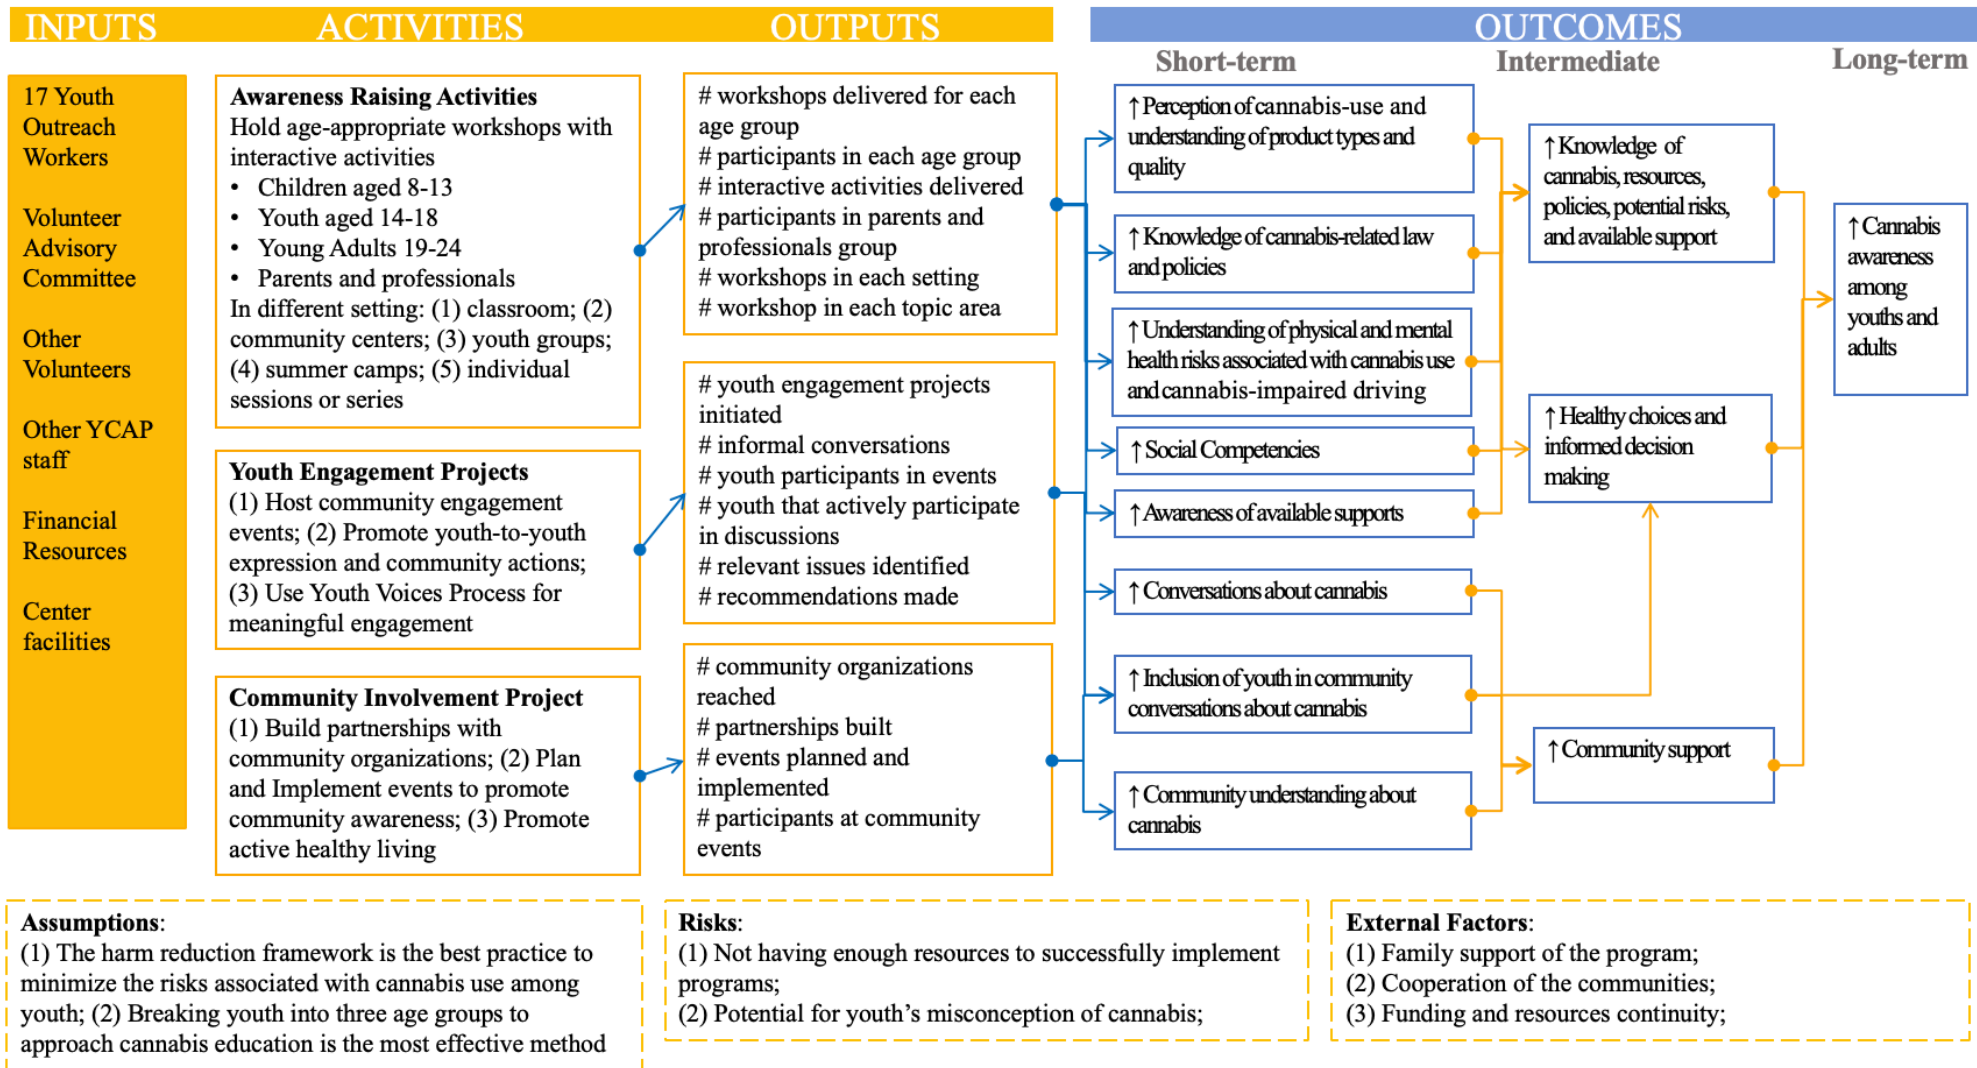 INPUTS
ACTIVITIES
OUTPUTS
OUTCOMES
Short-term
Intermediate
Long-term
17 Youth
Outreach
Workers
Volunteer
Advisory
Committee
Other
Volunteers
Other YCAP
staff
Financial
Resources
Center
facilities
Awareness Raising Activities
Hold age-appropriate workshops with
interactive activities
• Children aged 8-13
• Youth aged 14-18
• Young Adults 19-24
• Parents and professionals
In different setting: (1) classroom; (2)
community centers; (3) youth groups;
(4) summer camps; (5) individual
sessions or series
Youth Engagement Projects
(1) Host community engagement
events; (2) Promote youth-to-youth
expression and community actions;
(3) Use Youth Voices Process for
meaningful engagement
Community Involvement Project
(1) Build partnerships with
community organizations; (2) Plan
and Implement events to promote
community awareness; (3) Promote
active healthy living
# workshops delivered for each
age group
# participants in each age group
# interactive activities delivered
# participants in parents and
professionals group
# workshops in each setting
# workshop in each topic area
# youth engagement projects
initiated
# informal conversations
# youth participants in events
# youth that actively participate
in discussions
# relevant issues identified
# recommendations made
# community organizations
reached
# partnerships built
# events planned and
implemented
# participants at community
events
↑ Perception of cannabis-use and
understanding of product types and
quality
↑ Knowledge of cannabis-related law
and policies
↑ Understanding of physical and mental
health risks associated with cannabis use
and cannabis-impaired driving
↑ Social Competencies
↑ Awareness of available supports
↑ Conversations about cannabis
↑ Inclusion of youth in community
conversations about cannabis
↑ Community understanding about
cannabis
↑ Knowledge of
cannabis, resources,
policies, potential risks,
and available support
↑ Healthy choices and
informed decision
making
↑ Community support
↑ Cannabis
awareness
among
youths and
adults
Assumptions:
(1) The harm reduction framework is the best practice to
minimize the risks associated with cannabis use among
youth; (2) Breaking youth into three age groups to
approach cannabis education is the most effective method
Risks:
(1) Not having enough resources to successfully implement
programs;
(2) Potential for youth's misconception of cannabis;
External Factors:
(1) Family support of the program;
(2) Cooperation of the communities;
(3) Funding and resources continuity;